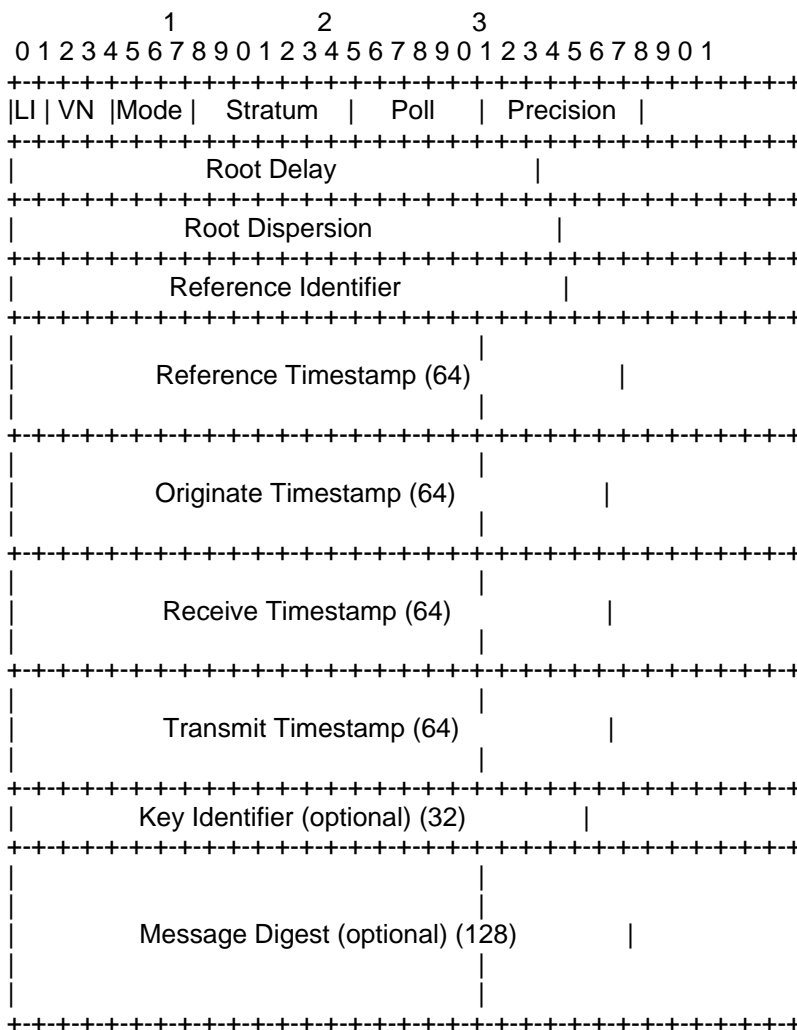 1 2 3
0 1 2 3 4 5 6 7 8 9 0 1 2 3 4 5 6 7 8 9 0 1 2 3 4 5 6 7 8 9 0 1
+-+-+-+-+-+-+-+-+-+-+-+-+-+-+-+-+-+-+-+-+-+-+-+-+-+-+-+-+-+-+-+-+
|LI | VN |Mode | Stratum | Poll | Precision |
+-+-+-+-+-+-+-+-+-+-+-+-+-+-+-+-+-+-+-+-+-+-+-+-+-+-+-+-+-+-+-+-+
| Root Delay |
+-+-+-+-+-+-+-+-+-+-+-+-+-+-+-+-+-+-+-+-+-+-+-+-+-+-+-+-+-+-+-+-+
| Root Dispersion |
+-+-+-+-+-+-+-+-+-+-+-+-+-+-+-+-+-+-+-+-+-+-+-+-+-+-+-+-+-+-+-+-+
| Reference Identifier |
+-+-+-+-+-+-+-+-+-+-+-+-+-+-+-+-+-+-+-+-+-+-+-+-+-+-+-+-+-+-+-+-+
| |
| Reference Timestamp (64) |
| |
+-+-+-+-+-+-+-+-+-+-+-+-+-+-+-+-+-+-+-+-+-+-+-+-+-+-+-+-+-+-+-+-+
| |
| Originate Timestamp (64) |
| |
+-+-+-+-+-+-+-+-+-+-+-+-+-+-+-+-+-+-+-+-+-+-+-+-+-+-+-+-+-+-+-+-+
| |
| Receive Timestamp (64) |
| |
+-+-+-+-+-+-+-+-+-+-+-+-+-+-+-+-+-+-+-+-+-+-+-+-+-+-+-+-+-+-+-+-+
| |
| Transmit Timestamp (64) |
| |
+-+-+-+-+-+-+-+-+-+-+-+-+-+-+-+-+-+-+-+-+-+-+-+-+-+-+-+-+-+-+-+-+
| Key Identifier (optional) (32) |
+-+-+-+-+-+-+-+-+-+-+-+-+-+-+-+-+-+-+-+-+-+-+-+-+-+-+-+-+-+-+-+-+
| |
| |
| Message Digest (optional) (128) |
| |
| |
+-+-+-+-+-+-+-+-+-+-+-+-+-+-+-+-+-+-+-+-+-+-+-+-+-+-+-+-+-+-+-+-+